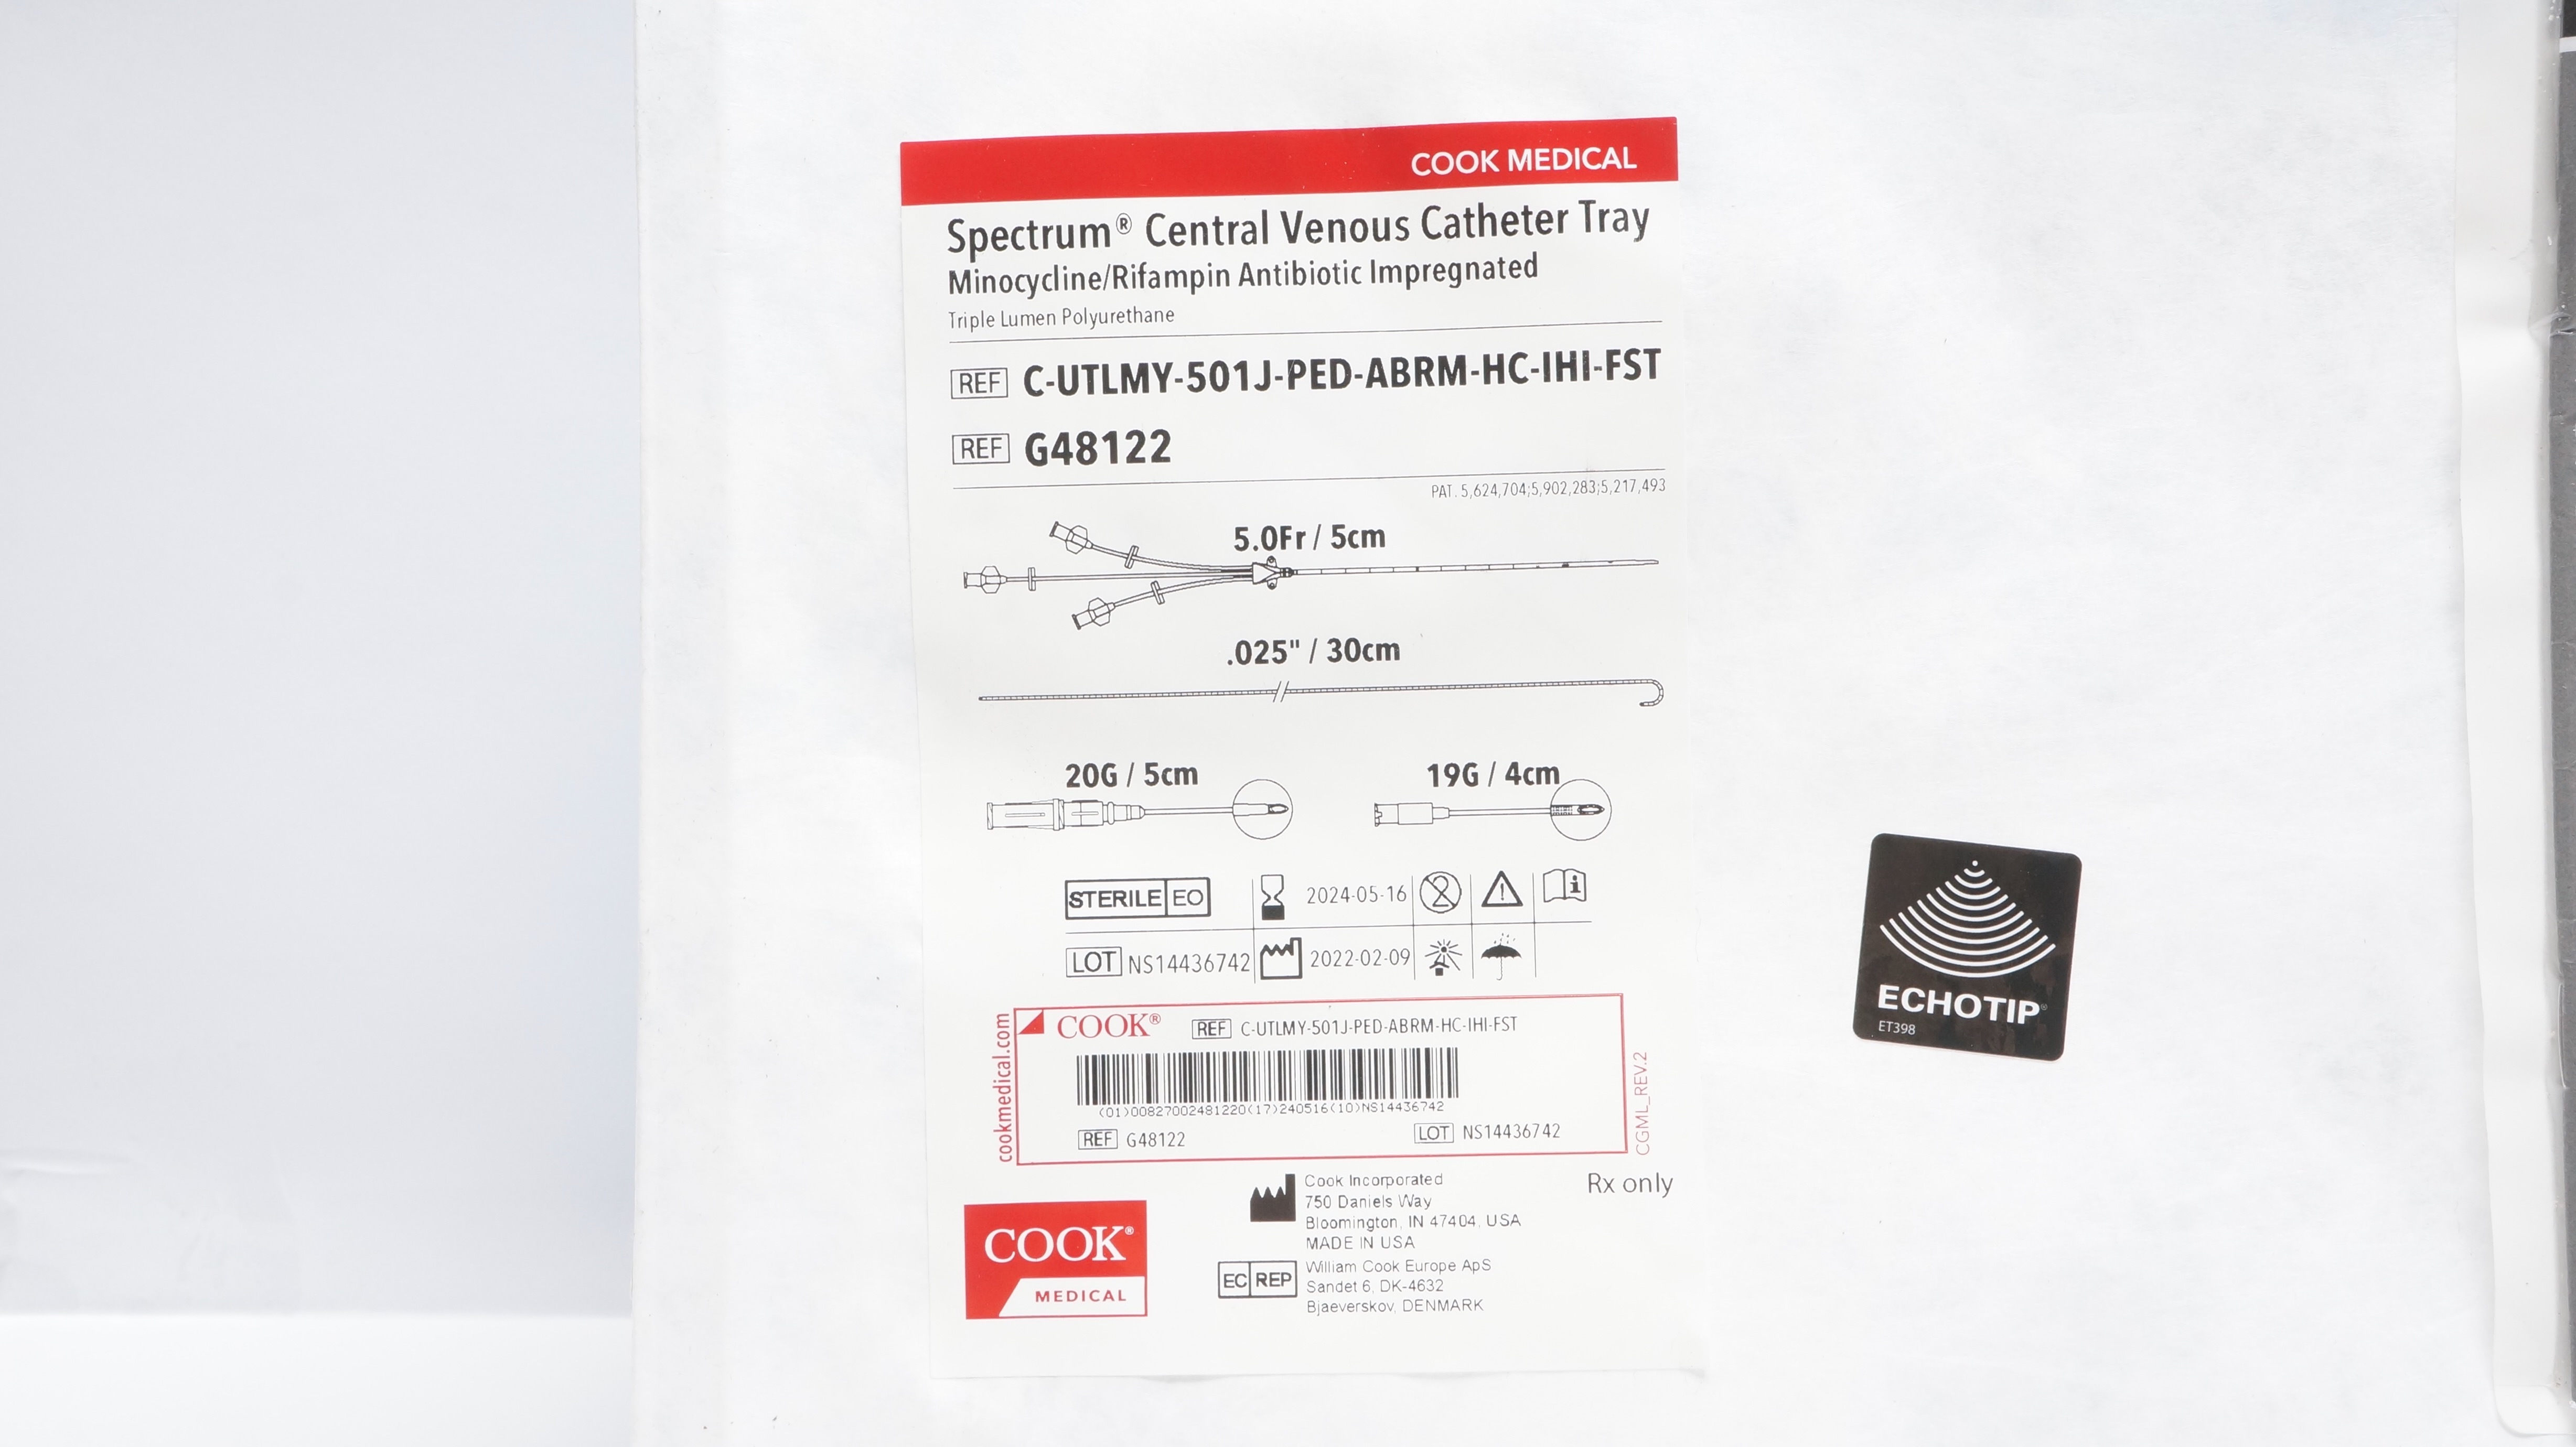 COOK MEDICAL
Spectrum® Central Venous Catheter Tray
Minocycline/Rifampin Antibiotic Impregnated
Triple Lumen Polyurethane
REF C-UTLMY-501J-PED-ABRM-HC-IHI-FST
REF G48122
PAT. 5,624,704;5,902,283;5,217,493
5.0Fr / 5cm
.025" / 30cm
20G / 5cm
19G / 4cm
STERILE EO 2024-05-16
LOT NS14436742 2022-02-09
cookmedical.com
COOK® REF C-UTLMY-501J-PED-ABRM-HC-IHI-FST
(01)00827002481220(17)240516(10)NS14436742
REF G48122 LOT NS14436742
CGML_REV.2
Rx only
Cook Incorporated
750 Daniels Way
Bloomington, IN 47404, USA
MADE IN USA
EC REP William Cook Europe ApS
Sandet 6, DK-4632
Bjaeverskov, DENMARK
COOK®
MEDICAL
ECHOTIP®
ET398